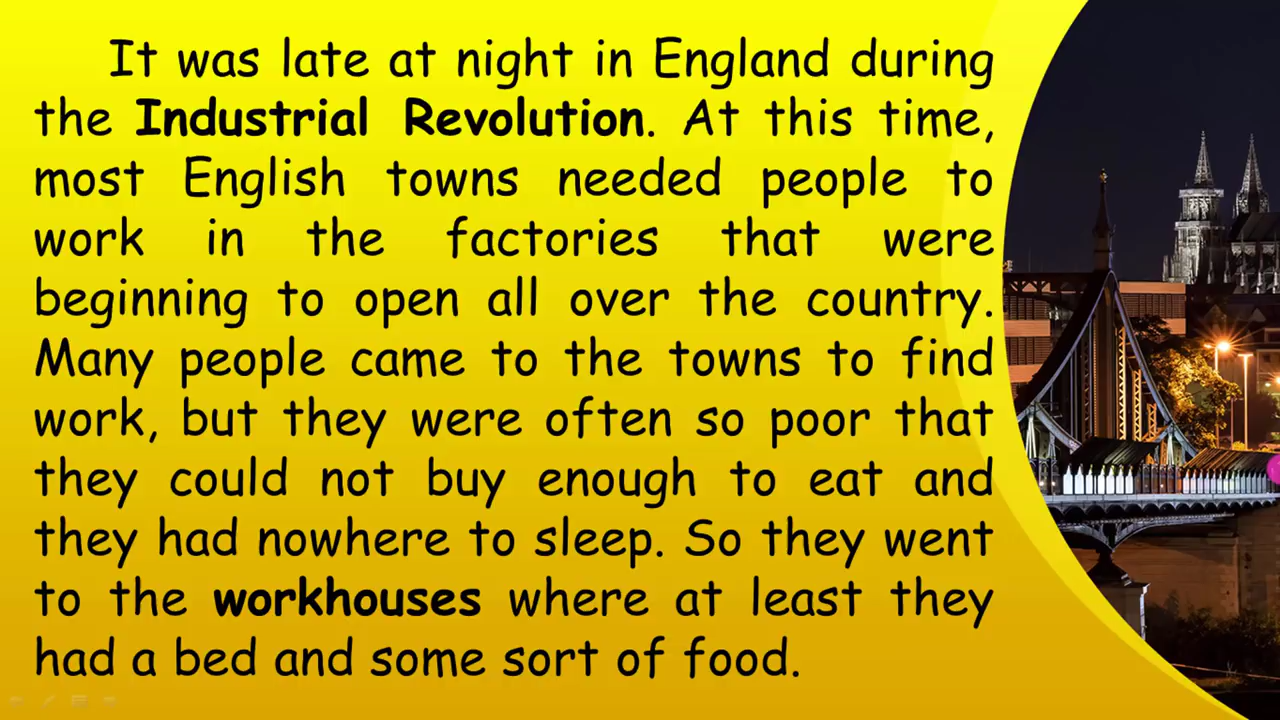 It was late at night in England during
the Industrial Revolution. At this time,
most English towns needed people to
work in the factories that were
beginning to open all over the country.
Many people came to the towns to find
work, but they were often so poor that
they could not buy enough to eat and
they had nowhere to sleep. So they went
to the workhouses where at least they
had a bed and some sort of food.